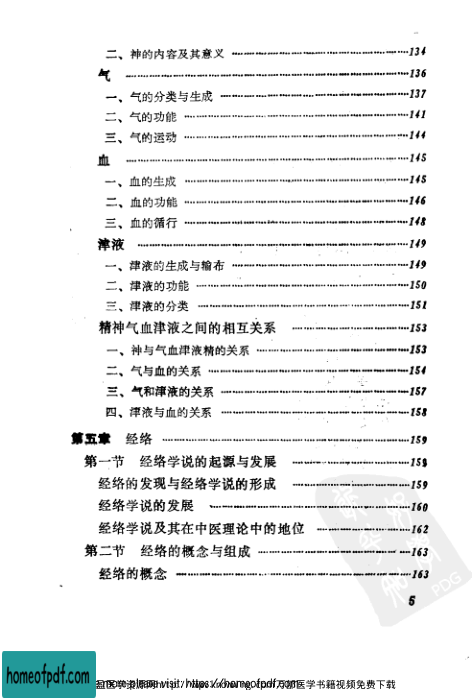 二、神的内容及其意义 ………134
气 ………136
一、气的分类与生成 ………137
二、气的功能 ………141
三、气的运动 ………144
血 ………145
一、血的生成 ………145
二、血的功能 ………146
三、血的循行 ………148
津液 ………149
一、津液的生成与输布 ………149
二、津液的功能 ………150
三、津液的分类 ………151
精神气血津液之间的相互关系 ………153
一、神与气血津液精的关系 ………153
二、气与血的关系 ………154
三、气和津液的关系 ………157
四、津液与血的关系 ………158
第五章 经络 ………159
第一节 经络学说的起源与发展 ………159
经络的发现与经络学说的形成 ………159
经络学说的发展 ………160
经络学说及其在中医理论中的地位 ………162
第二节 经络的概念与组成 ………163
经络的概念 ………163
PDG
5
homeofpdf.com
医学书籍视频免费下载